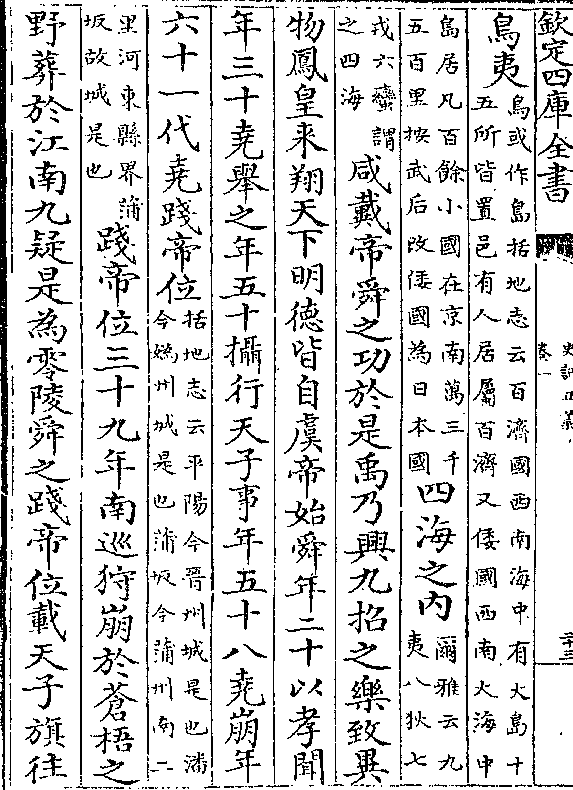 欽定四庫全書
史記正義
卷一
二十三
鳥夷
鳥或作島括地志云百濟國西南海中有大島十
五所皆置邑有人居屬百濟又倭國西南大海中
島居凡百餘小國在京南萬三千
五百里按武后改倭國為日本國
四海之內
爾雅云九
夷八狄七
戎六蠻謂
之四海
咸戴帝舜之功於是禹乃興九招之樂致異
物鳳皇来翔天下明德皆自虞帝始舜年二十以孝聞
年三十堯舉之年五十攝行天子事年五十八堯崩年
六十一代堯踐帝位
括地志云平陽今晉州城是也潘
今媯州城是也蒲坂今蒲州南二
里河東縣界蒲
坂故城是也
踐帝位三十九年南巡狩崩於蒼梧之
野葬於江南九疑是為零陵舜之踐帝位載天子旗往